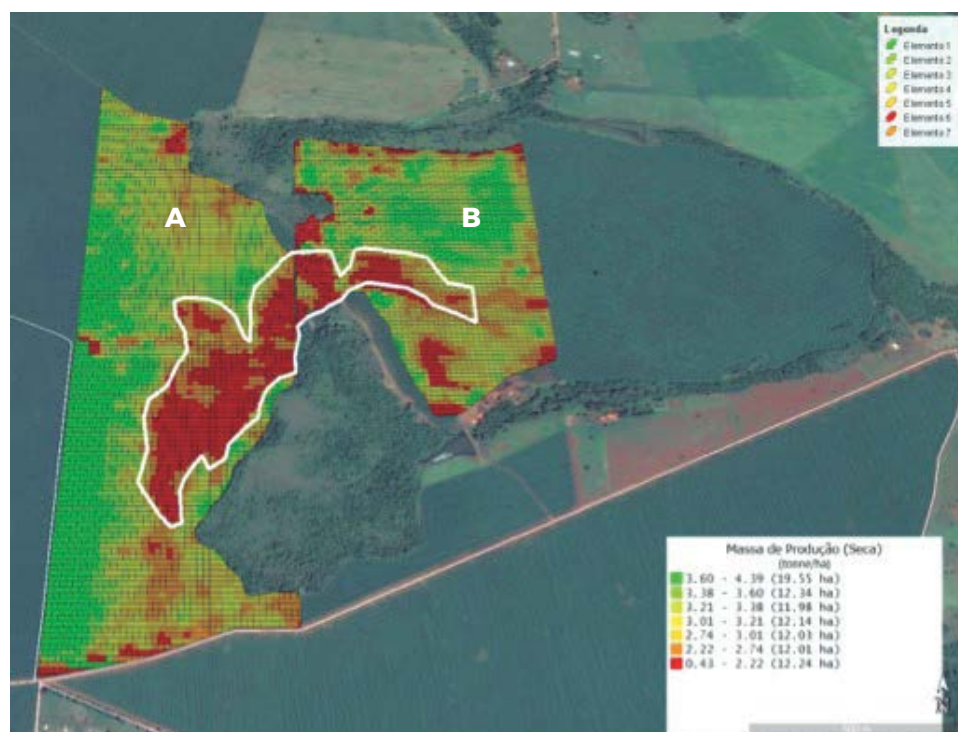 Legenda
Elemento 1
Elemento 2
Elemento 3
Elemento 4
Elemento 5
Elemento 6
Elemento 7
A
B
Massa de Produção (Seca)
(tonne/ha)
3.60 - 4.39 (19.55 ha)
3.38 - 3.60 (12.34 ha)
3.21 - 3.38 (11.98 ha)
3.01 - 3.21 (12.14 ha)
2.74 - 3.01 (12.03 ha)
2.22 - 2.74 (12.01 ha)
0.43 - 2.22 (12.24 ha)
N